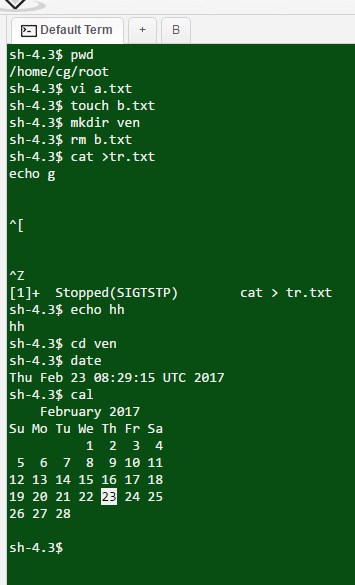 Default Term
+
B
sh-4.3$ pwd
/home/cg/root
sh-4.3$ vi a.txt
sh-4.3$ touch b.txt
sh-4.3$ mkdir ven
sh-4.3$ rm b.txt
sh-4.3$ cat >tr.txt
echo g
^[
^Z
[1]+  Stopped(SIGTSTP)        cat > tr.txt
sh-4.3$ echo hh
hh
sh-4.3$ cd ven
sh-4.3$ date
Thu Feb 23 08:29:15 UTC 2017
sh-4.3$ cal
    February 2017
Su Mo Tu We Th Fr Sa
          1  2  3  4
 5  6  7  8  9 10 11
12 13 14 15 16 17 18
19 20 21 22 23 24 25
26 27 28
sh-4.3$